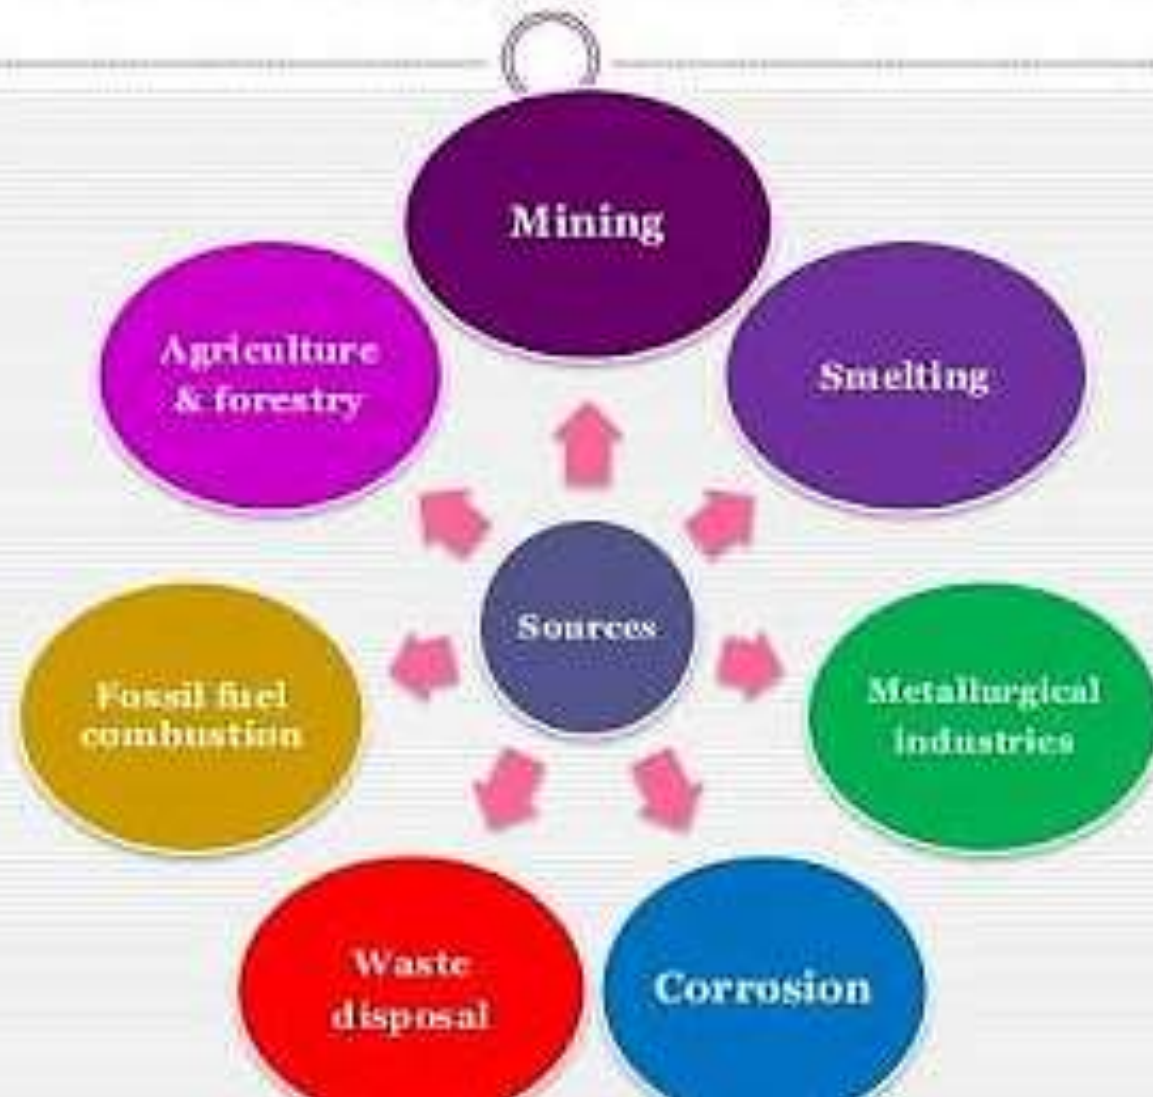 Mining
Agriculture
& forestry
Smelting
Sources
Fossil fuel
combustion
Metallurgical
industries
Waste
disposal
Corrosion